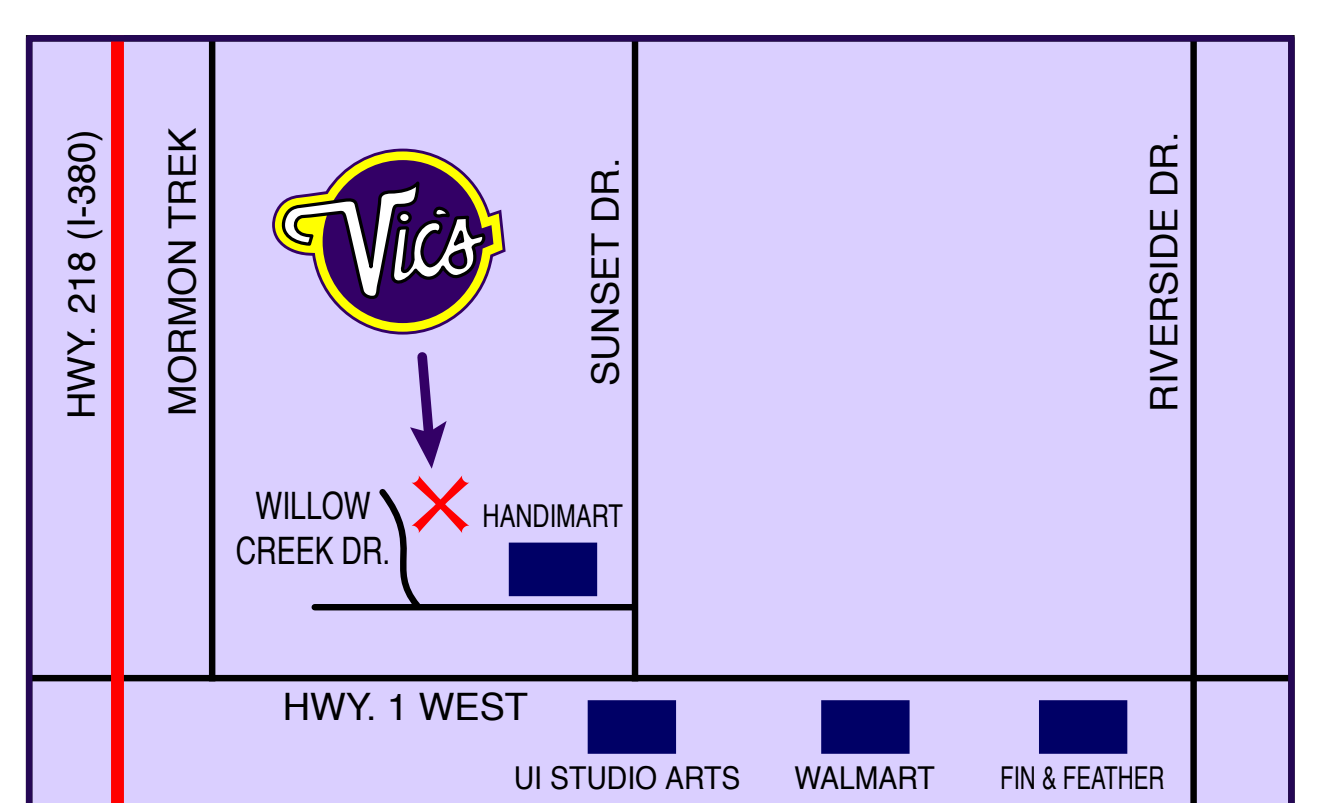 HWY. 218 (I-380)
MORMON TREK
Vic's
SUNSET DR.
RIVERSIDE DR.
WILLOW
CREEK DR.
HANDIMART
HWY. 1 WEST
UI STUDIO ARTS
WALMART
FIN & FEATHER